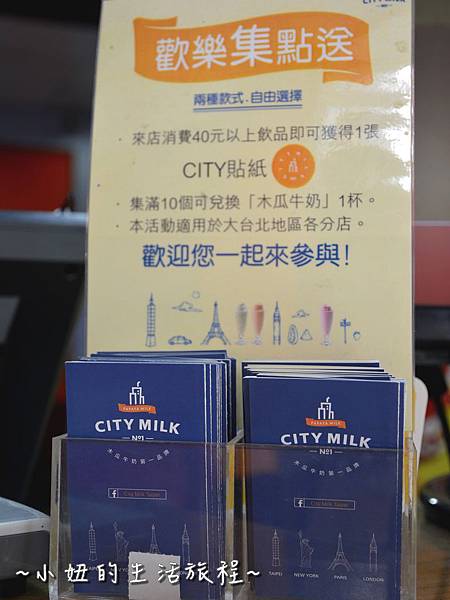 CITY MILK
歡樂集點送
兩種款式.自由選擇
· 來店消費40元以上飲品即可獲得1張
CITY貼紙
· 集滿10個可兌換「木瓜牛奶」1杯。
· 本活動適用於大台北地區各分店。
歡迎您一起來參與!
PAPAYA MILK
CITY MILK
Nº1
木瓜牛奶第一品牌
City Milk Taipei
TAIPEI NEW YORK PARIS LONDON
PAPAYA MILK
CITY MILK
Nº1
木瓜牛奶第一品牌
City Milk Taipei
TAIPEI NEW YORK PARIS LONDON
~小妞的生活旅程~